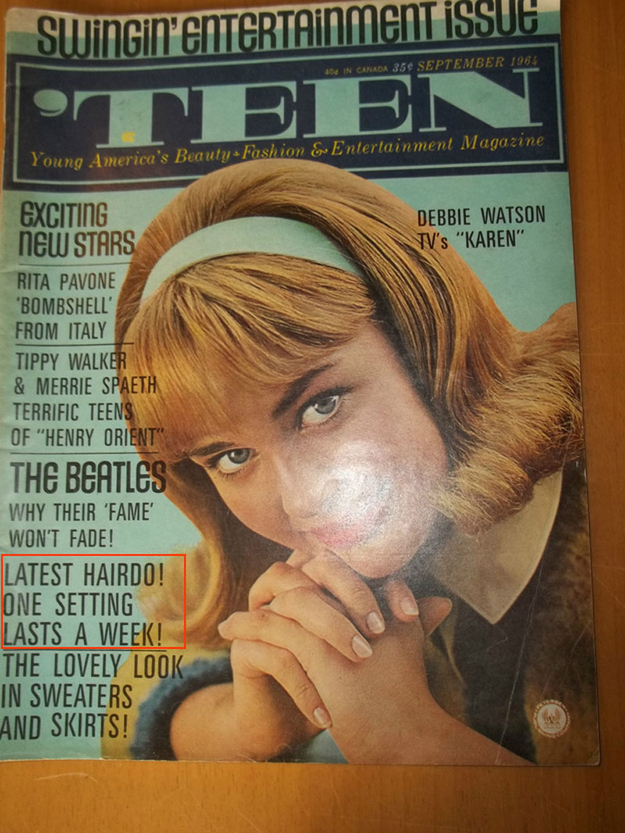 SWINGIN' ENTERTAINMENT ISSUE
40¢ IN CANADA 35¢ SEPTEMBER 1964
'TEEN
Young America's Beauty-Fashion & Entertainment Magazine
EXCITING
NEW STARS
RITA PAVONE
'BOMBSHELL'
FROM ITALY
TIPPY WALKER
& MERRIE SPAETH
TERRIFIC TEENS
OF "HENRY ORIENT"
THE BEATLES
WHY THEIR 'FAME'
WON'T FADE!
LATEST HAIRDO!
ONE SETTING
LASTS A WEEK!
THE LOVELY LOOK
IN SWEATERS
AND SKIRTS!
DEBBIE WATSON
TV's "KAREN"